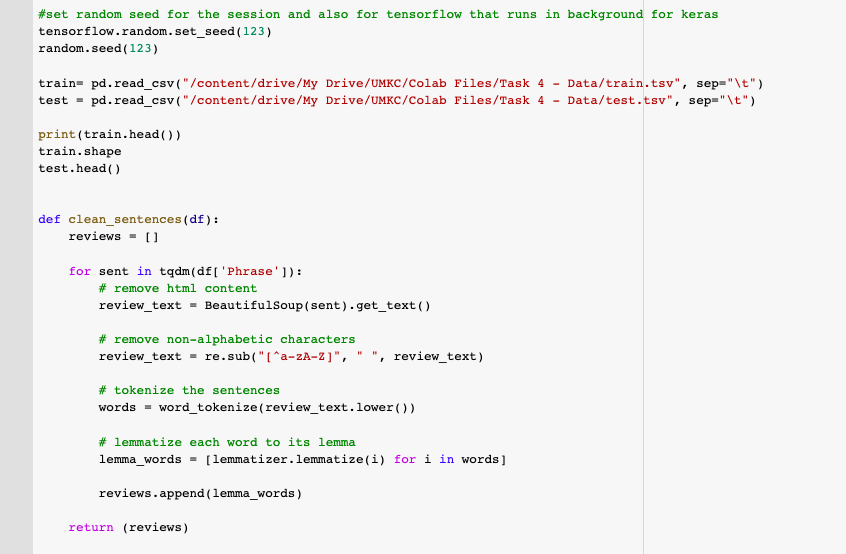 #set random seed for the session and also for tensorflow that runs in background for keras
tensorflow.random.set_seed(123)
random.seed(123)

train= pd.read_csv("/content/drive/My Drive/UMKC/Colab Files/Task 4 - Data/train.tsv", sep="\t")
test = pd.read_csv("/content/drive/My Drive/UMKC/Colab Files/Task 4 - Data/test.tsv", sep="\t")

print(train.head())
train.shape
test.head()

def clean_sentences(df):
    reviews = []

    for sent in tqdm(df['Phrase']):
        # remove html content
        review_text = BeautifulSoup(sent).get_text()

        # remove non-alphabetic characters
        review_text = re.sub("[^a-zA-Z]", " ", review_text)

        # tokenize the sentences
        words = word_tokenize(review_text.lower())

        # lemmatize each word to its lemma
        lemma_words = [lemmatizer.lemmatize(i) for i in words]

        reviews.append(lemma_words)

    return (reviews)